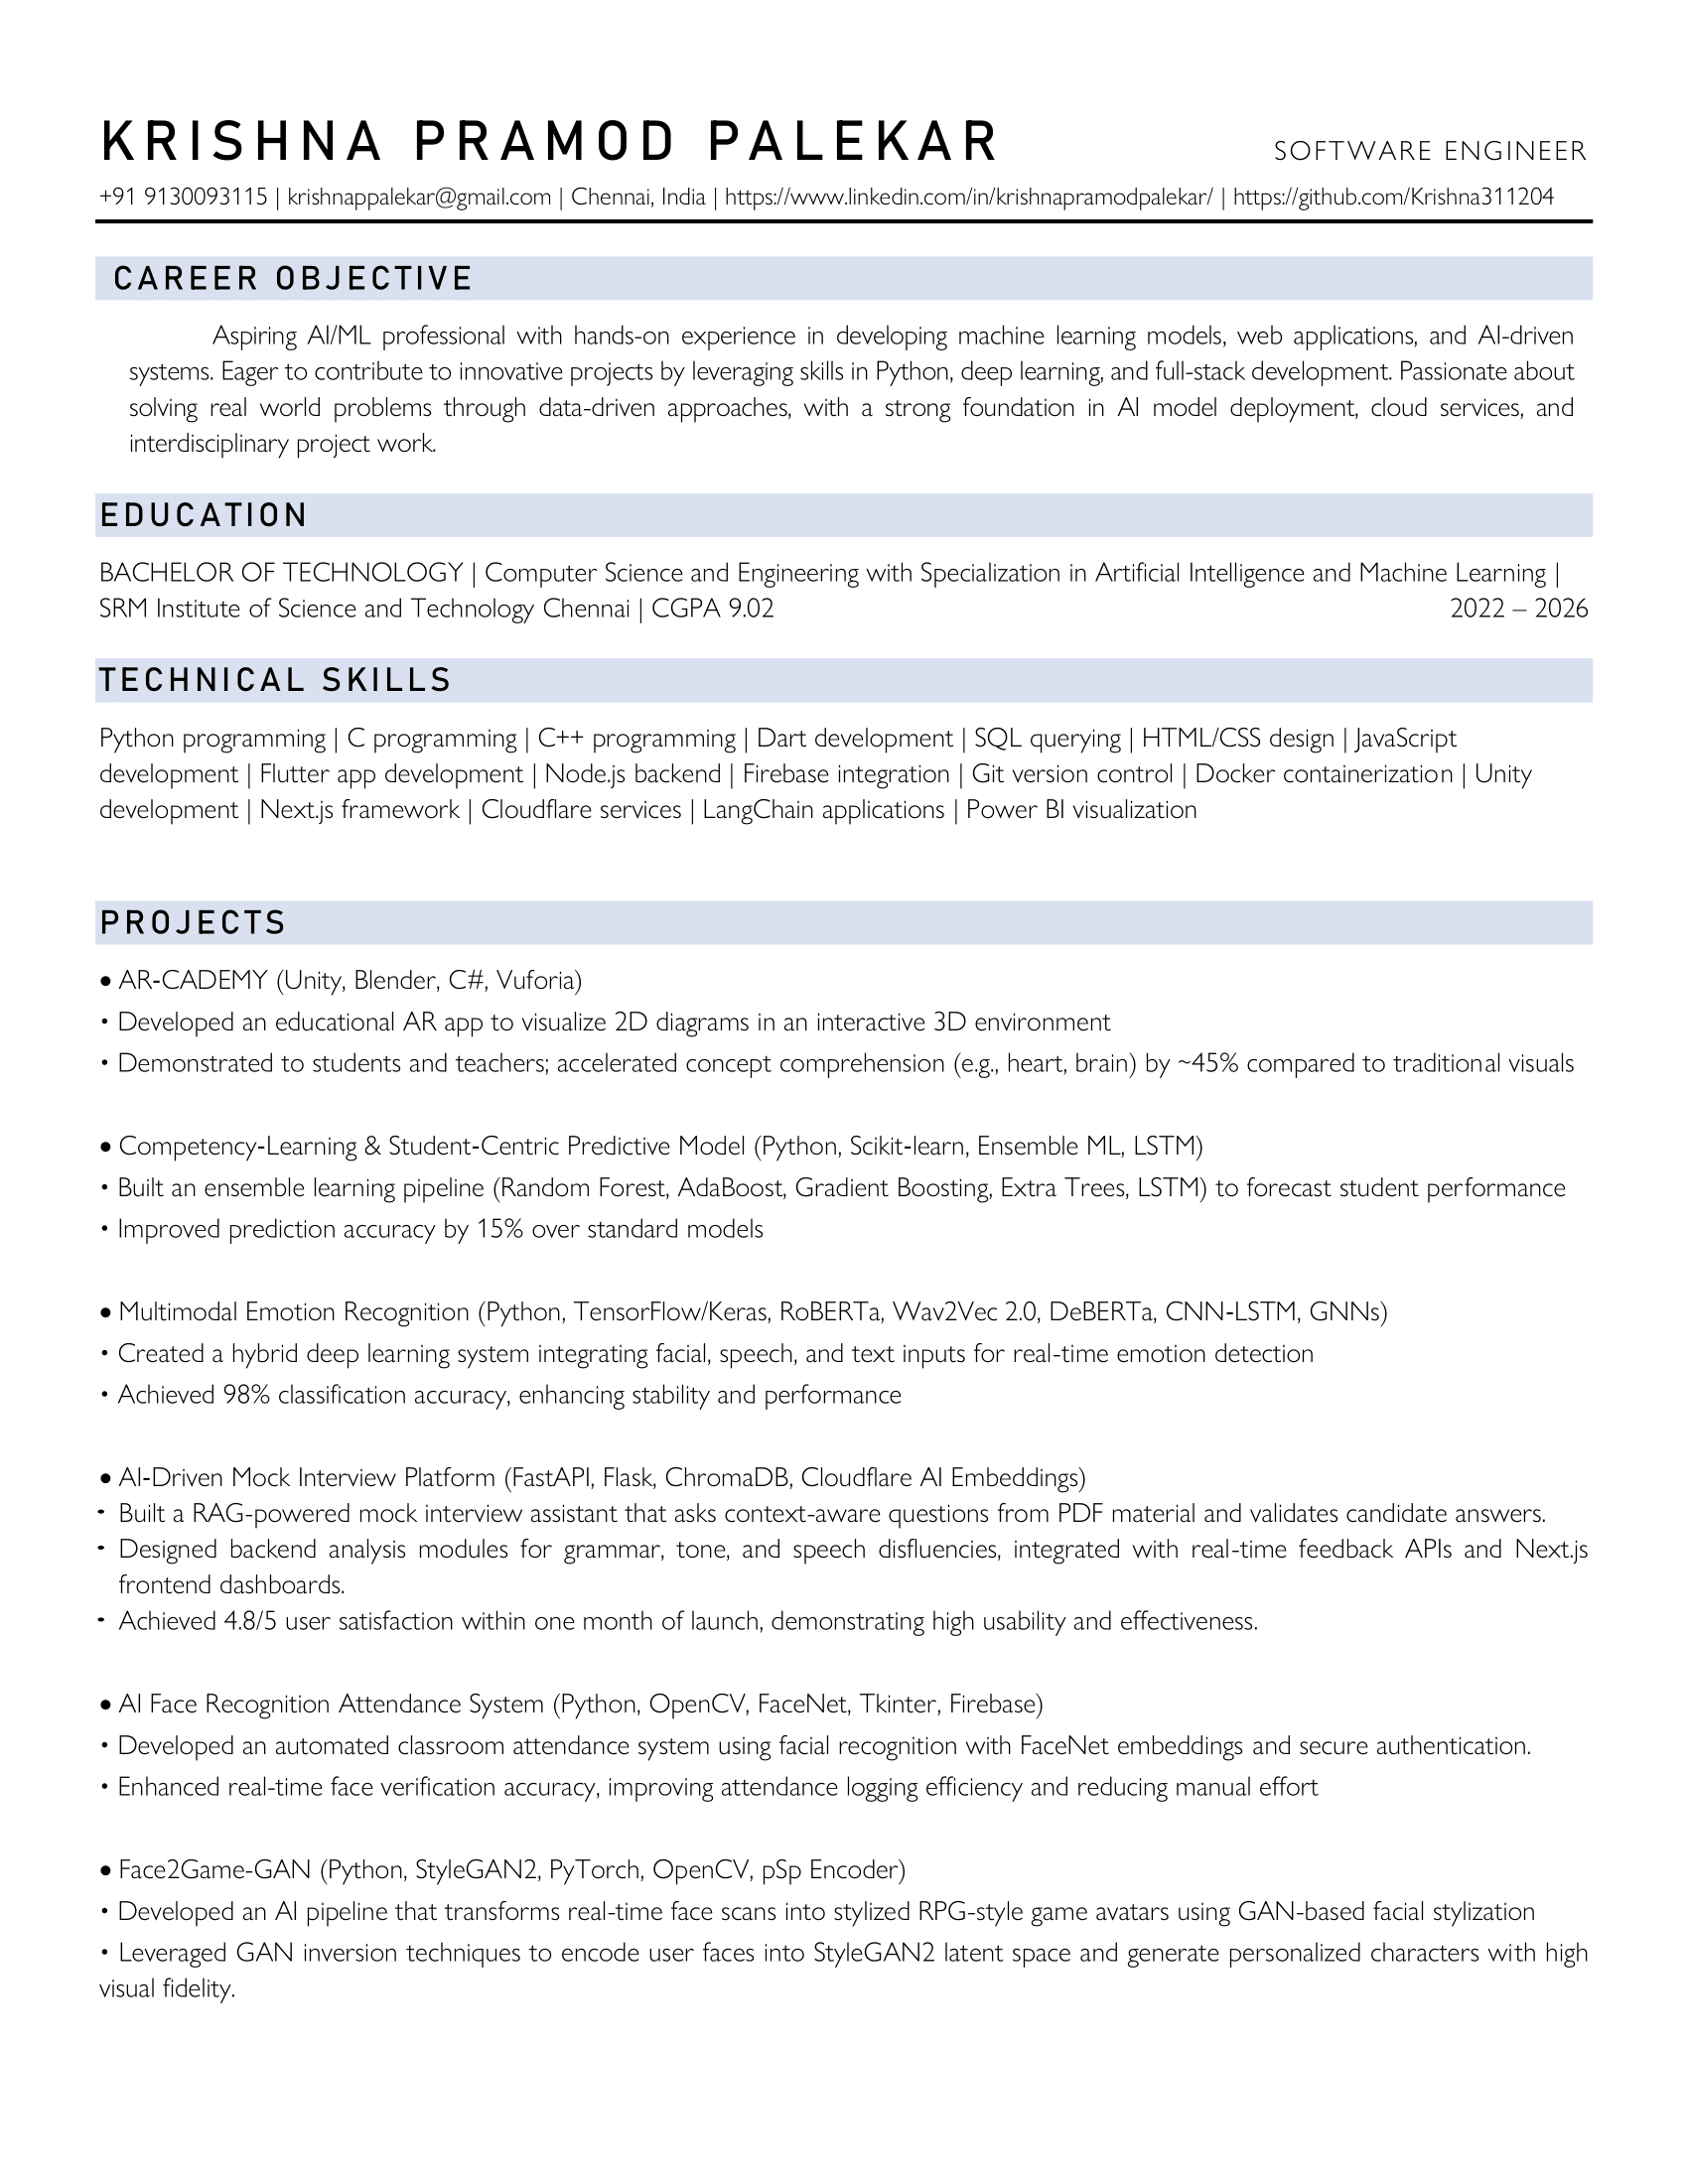 KRISHNA PRAMOD PALEKAR SOFTWARE ENGINEER
+91 9130093115 | krishnappalekar@gmail.com | Chennai, India | https://www.linkedin.com/in/krishnapramodpalekar/ | https://github.com/Krishna311204
CAREER OBJECTIVE
Aspiring AI/ML professional with hands-on experience in developing machine learning models, web applications, and AI-driven
systems. Eager to contribute to innovative projects by leveraging skills in Python, deep learning, and full-stack development. Passionate about
solving real world problems through data-driven approaches, with a strong foundation in AI model deployment, cloud services, and
interdisciplinary project work.
EDUCATION
BACHELOR OF TECHNOLOGY | Computer Science and Engineering with Specialization in Artificial Intelligence and Machine Learning |
SRM Institute of Science and Technology Chennai | CGPA 9.02 2022 – 2026
TECHNICAL SKILLS
Python programming | C programming | C++ programming | Dart development | SQL querying | HTML/CSS design | JavaScript
development | Flutter app development | Node.js backend | Firebase integration | Git version control | Docker containerization | Unity
development | Next.js framework | Cloudflare services | LangChain applications | Power BI visualization
PROJECTS
● AR-CADEMY (Unity, Blender, C#, Vuforia)
• Developed an educational AR app to visualize 2D diagrams in an interactive 3D environment
• Demonstrated to students and teachers; accelerated concept comprehension (e.g., heart, brain) by ~45% compared to traditional visuals
● Competency-Learning & Student-Centric Predictive Model (Python, Scikit-learn, Ensemble ML, LSTM)
• Built an ensemble learning pipeline (Random Forest, AdaBoost, Gradient Boosting, Extra Trees, LSTM) to forecast student performance
• Improved prediction accuracy by 15% over standard models
● Multimodal Emotion Recognition (Python, TensorFlow/Keras, RoBERTa, Wav2Vec 2.0, DeBERTa, CNN-LSTM, GNNs)
• Created a hybrid deep learning system integrating facial, speech, and text inputs for real-time emotion detection
• Achieved 98% classification accuracy, enhancing stability and performance
● AI-Driven Mock Interview Platform (FastAPI, Flask, ChromaDB, Cloudflare AI Embeddings)
• Built a RAG-powered mock interview assistant that asks context-aware questions from PDF material and validates candidate answers.
• Designed backend analysis modules for grammar, tone, and speech disfluencies, integrated with real-time feedback APIs and Next.js
frontend dashboards.
• Achieved 4.8/5 user satisfaction within one month of launch, demonstrating high usability and effectiveness.
● AI Face Recognition Attendance System (Python, OpenCV, FaceNet, Tkinter, Firebase)
• Developed an automated classroom attendance system using facial recognition with FaceNet embeddings and secure authentication.
• Enhanced real-time face verification accuracy, improving attendance logging efficiency and reducing manual effort
● Face2Game-GAN (Python, StyleGAN2, PyTorch, OpenCV, pSp Encoder)
• Developed an AI pipeline that transforms real-time face scans into stylized RPG-style game avatars using GAN-based facial stylization
• Leveraged GAN inversion techniques to encode user faces into StyleGAN2 latent space and generate personalized characters with high
visual fidelity.